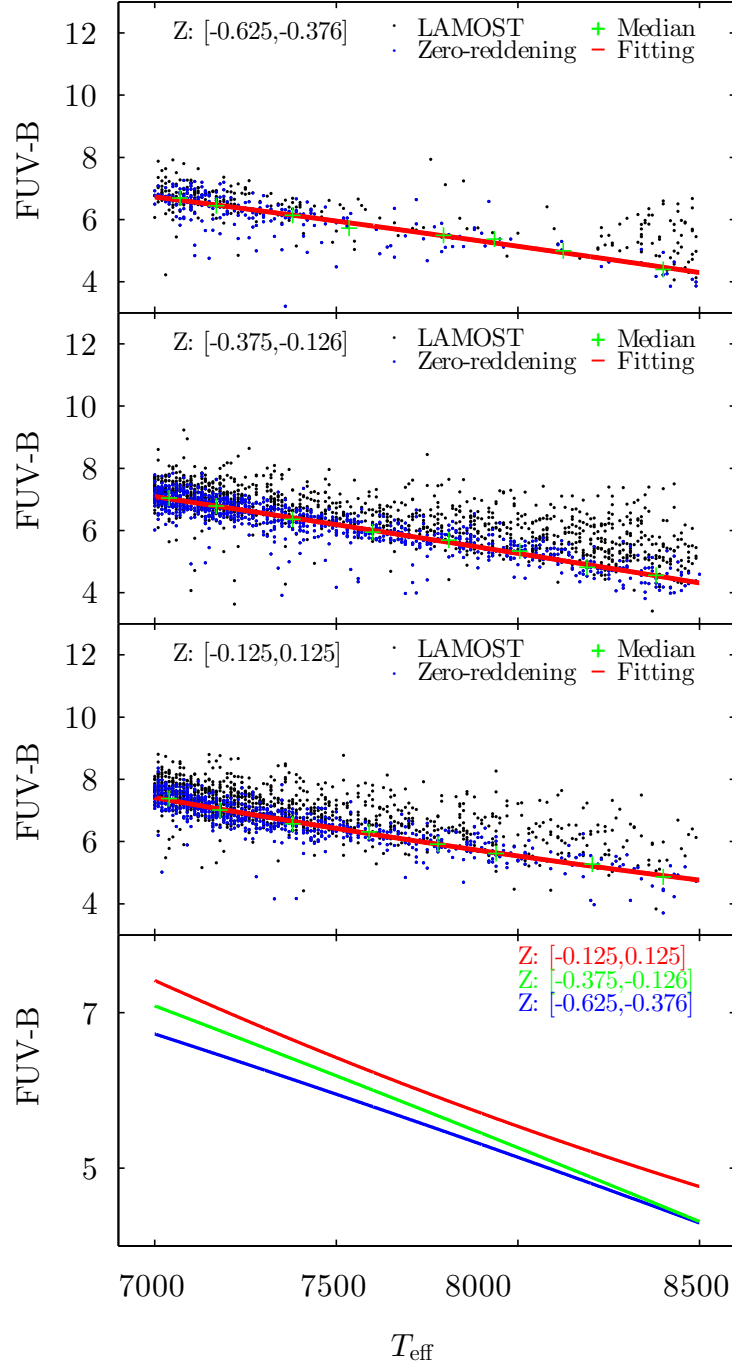 12
10
8
6
4
FUV-B
Z: [-0.625,-0.376]
LAMOST
Zero-reddening
Median
Fitting
12
10
8
6
4
FUV-B
Z: [-0.375,-0.126]
LAMOST
Zero-reddening
Median
Fitting
12
10
8
6
4
FUV-B
Z: [-0.125,0.125]
LAMOST
Zero-reddening
Median
Fitting
7
5
FUV-B
Z: [-0.125,0.125]
Z: [-0.375,-0.126]
Z: [-0.625,-0.376]
7000 7500 8000 8500
T_eff